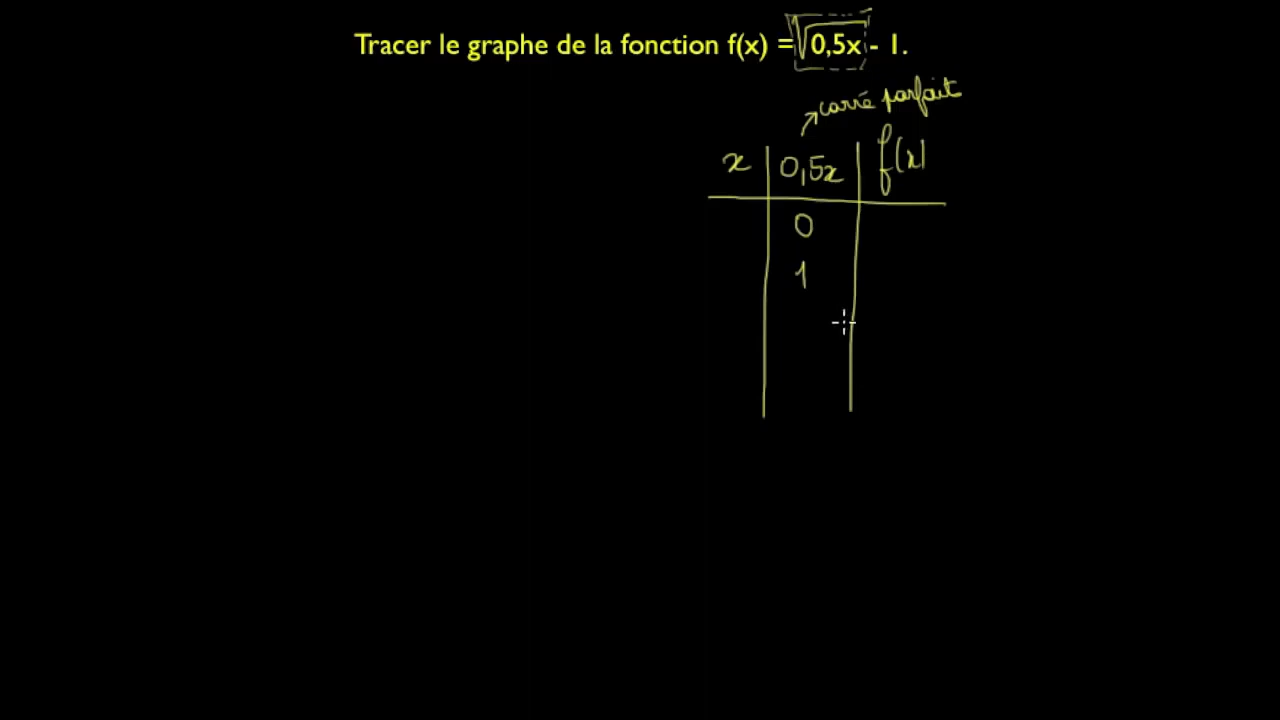 Tracer le graphe de la fonction f(x) = √0,5x - 1.
carré parfait
x | 0,5x | f(x)
0
1